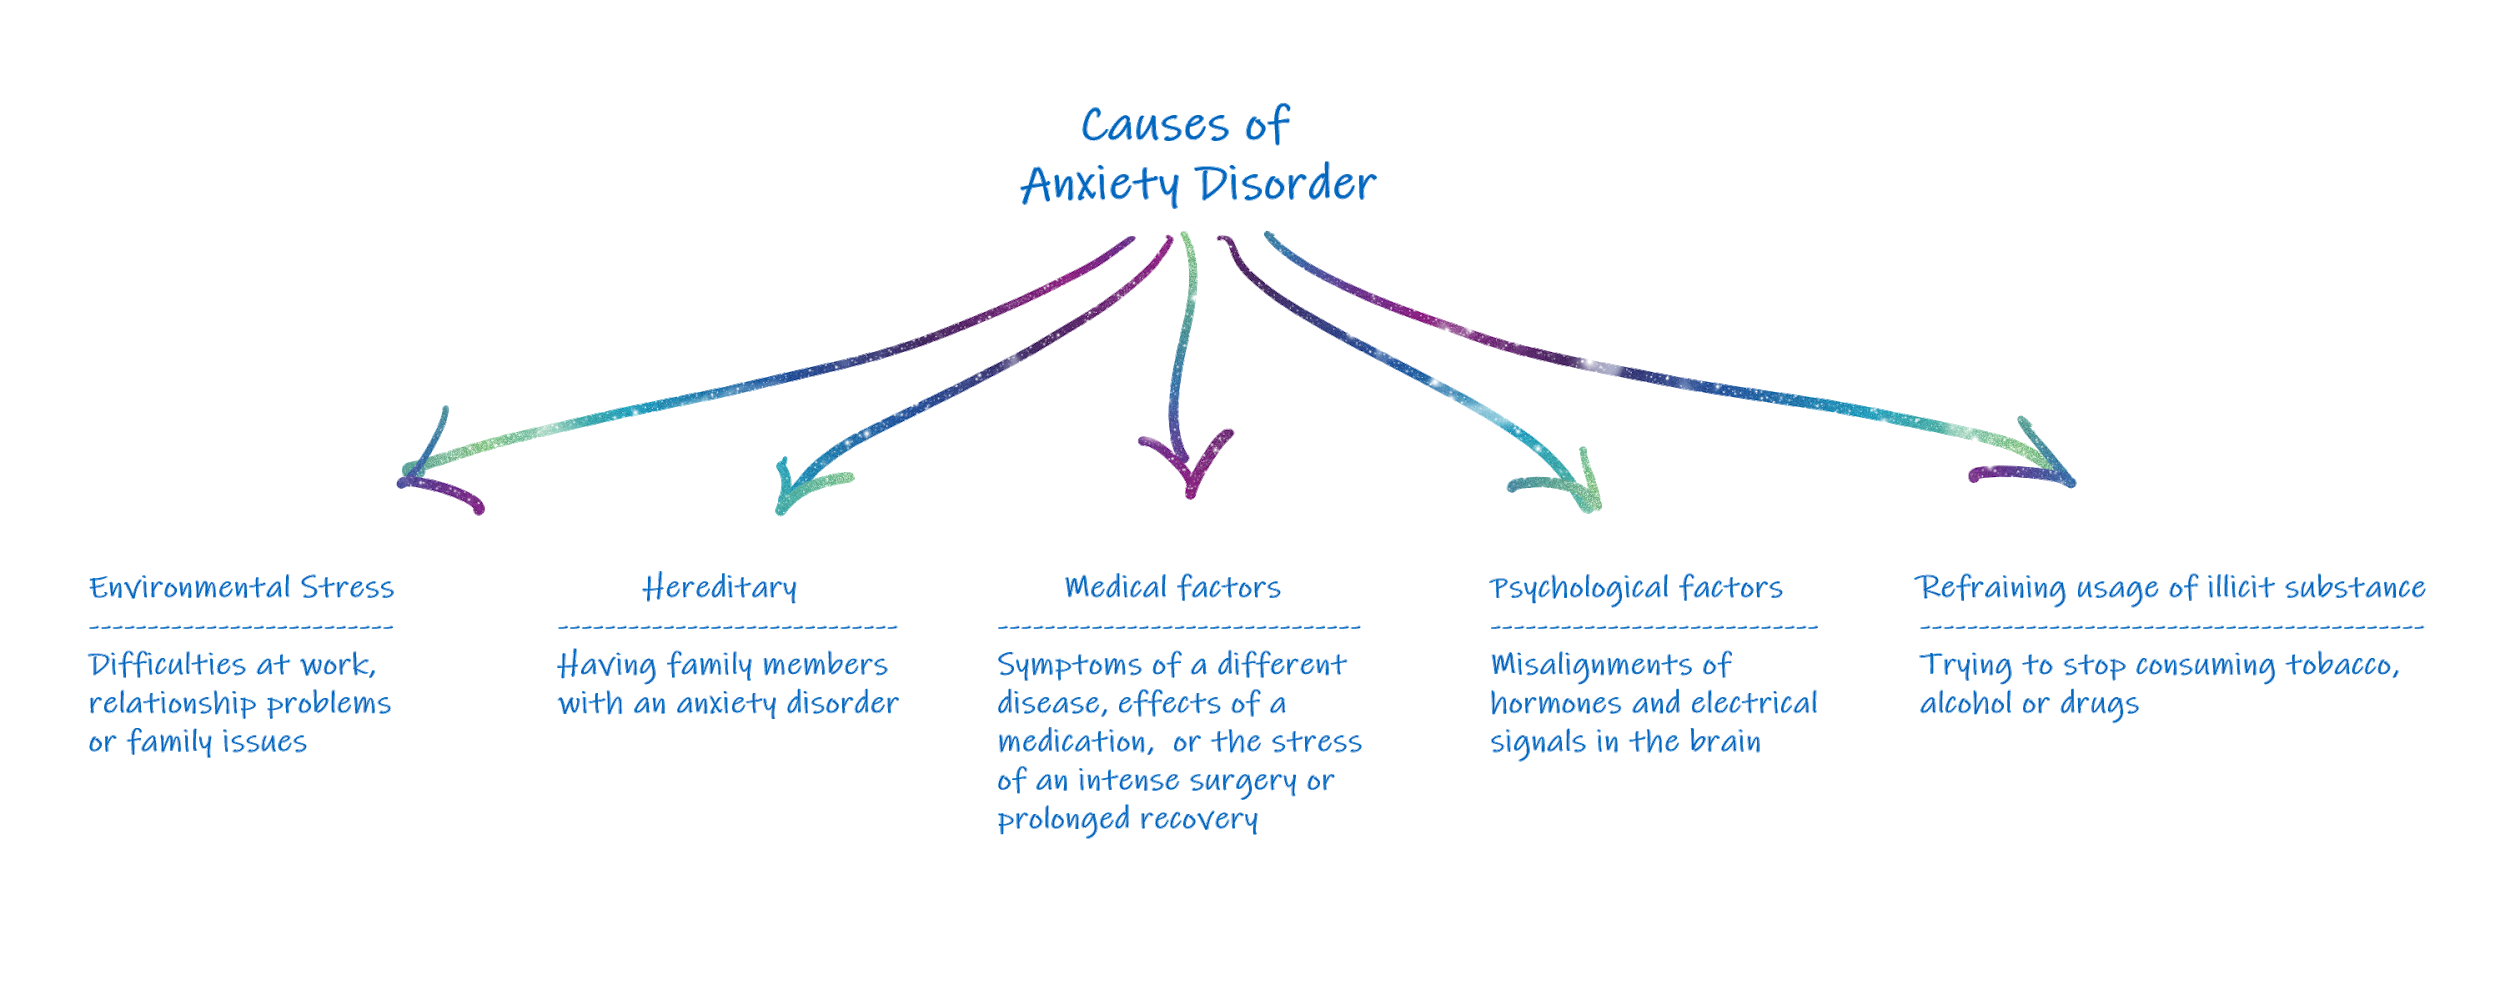 Causes of
Anxiety Disorder
Environmental Stress
--------------------------
Difficulties at work,
relationship problems
or family issues
Hereditary
-----------------------------
Having family members
with an anxiety disorder
Medical factors
-------------------------------
Symptoms of a different
disease, effects of a
medication, or the stress
of an intense surgery or
prolonged recovery
Psychological factors
----------------------------
Misalignments of
hormones and electrical
signals in the brain
Refraining usage of illicit substance
-------------------------------------------
Trying to stop consuming tobacco,
alcohol or drugs